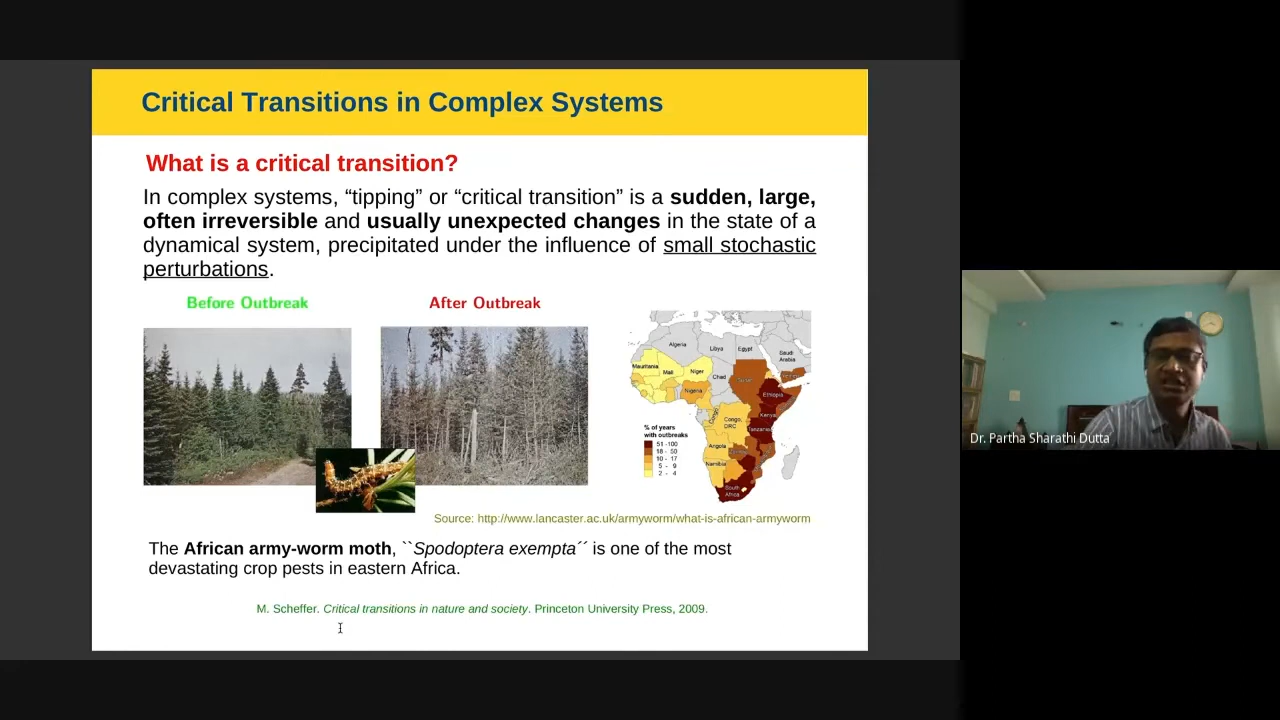 Critical Transitions in Complex Systems
What is a critical transition?
In complex systems, “tipping” or “critical transition” is a sudden, large,
often irreversible and usually unexpected changes in the state of a
dynamical system, precipitated under the influence of small stochastic
perturbations.
Before Outbreak
After Outbreak
Algeria
Libya
Egypt
Saudi
Arabia
Mauritania
Mali
Niger
Chad
Sudan
Nigeria
Ethiopia
Congo
Congo,
DRC
Kenya
Tanzania
Angola
Namibia
South
Africa
% of years
with outbreaks
51 -100
18 - 50
10 - 17
5 - 9
2 - 4
Source: http://www.lancaster.ac.uk/armyworm/what-is-african-armyworm
The African army-worm moth, ``Spodoptera exempta´´ is one of the most
devastating crop pests in eastern Africa.
M. Scheffer. Critical transitions in nature and society. Princeton University Press, 2009.
Dr. Partha Sharathi Dutta